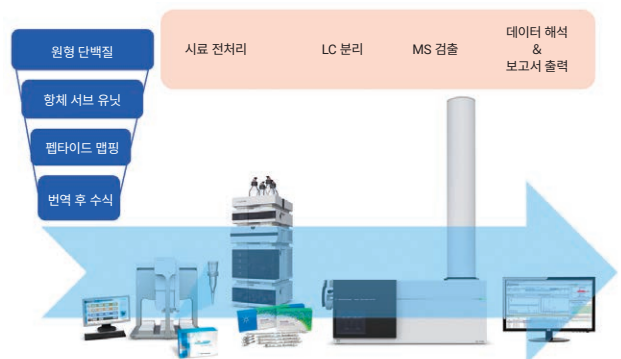 원형 단백질
항체 서브 유닛
펩타이드 맵핑
번역 후 수식
시료 전처리
LC 분리
MS 검출
데이터 해석
&
보고서 출력